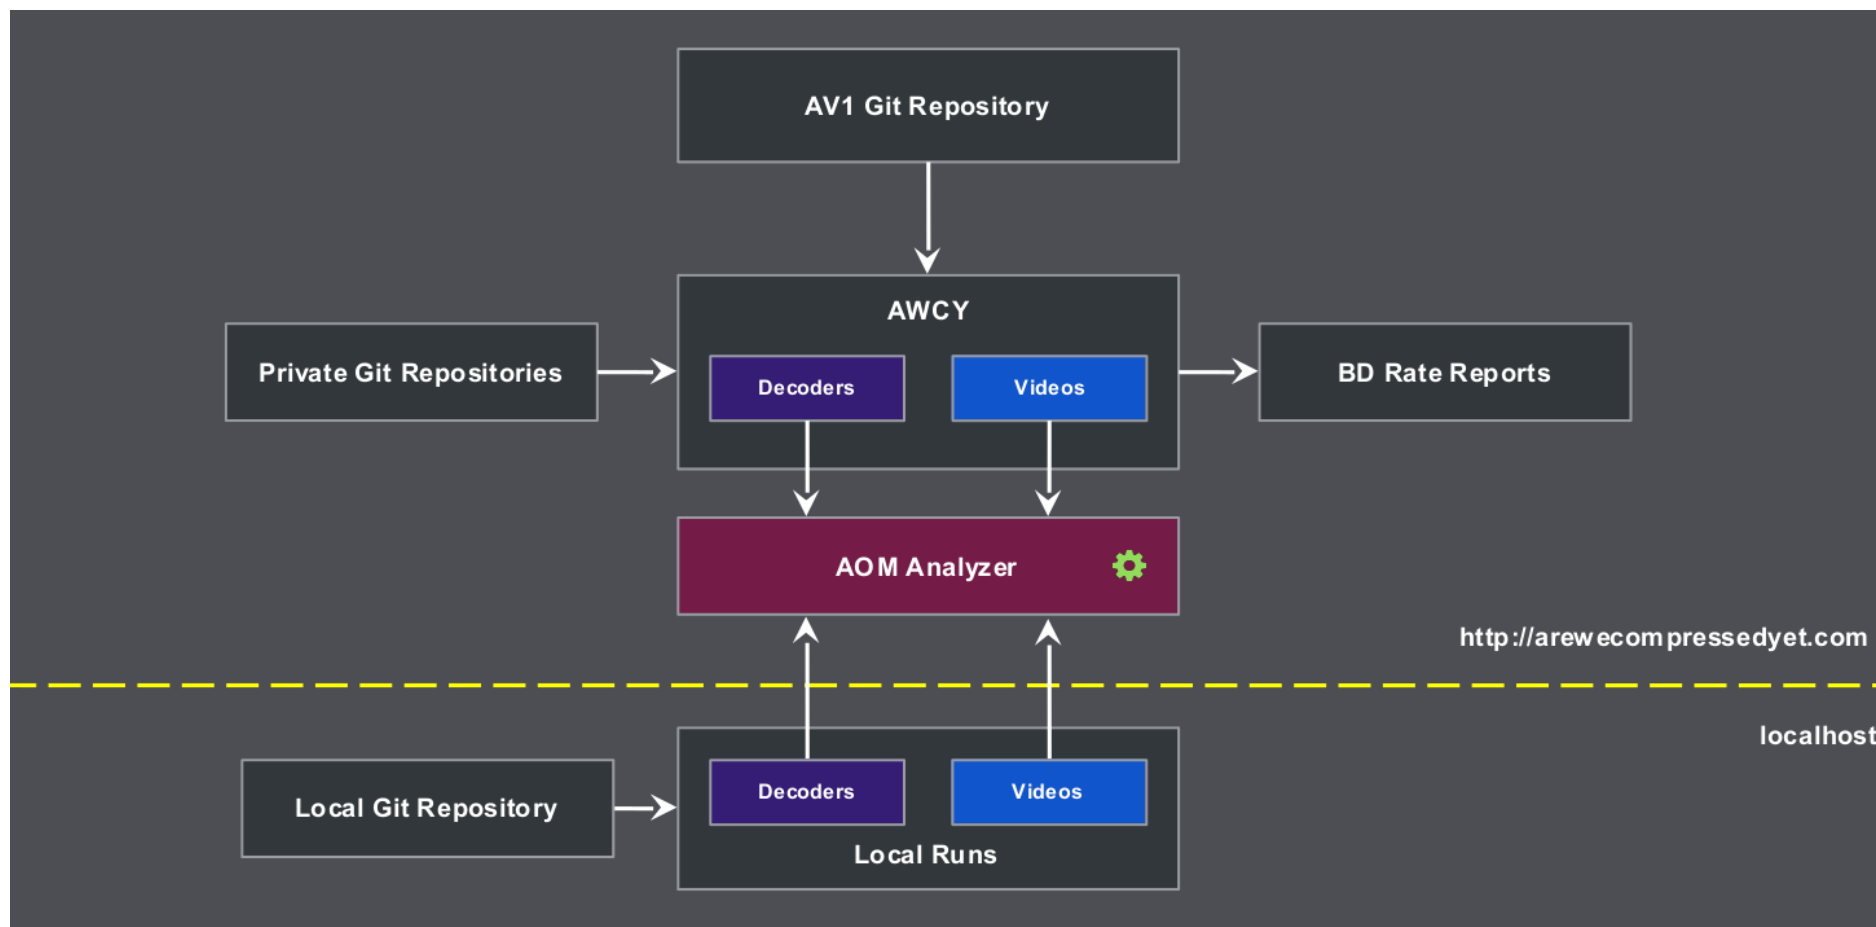 AV1 Git Repository
AWCY
Private Git Repositories
Decoders
Videos
BD Rate Reports
AOM Analyzer
http://arewecompressedyet.com
localhost
Local Git Repository
Decoders
Videos
Local Runs